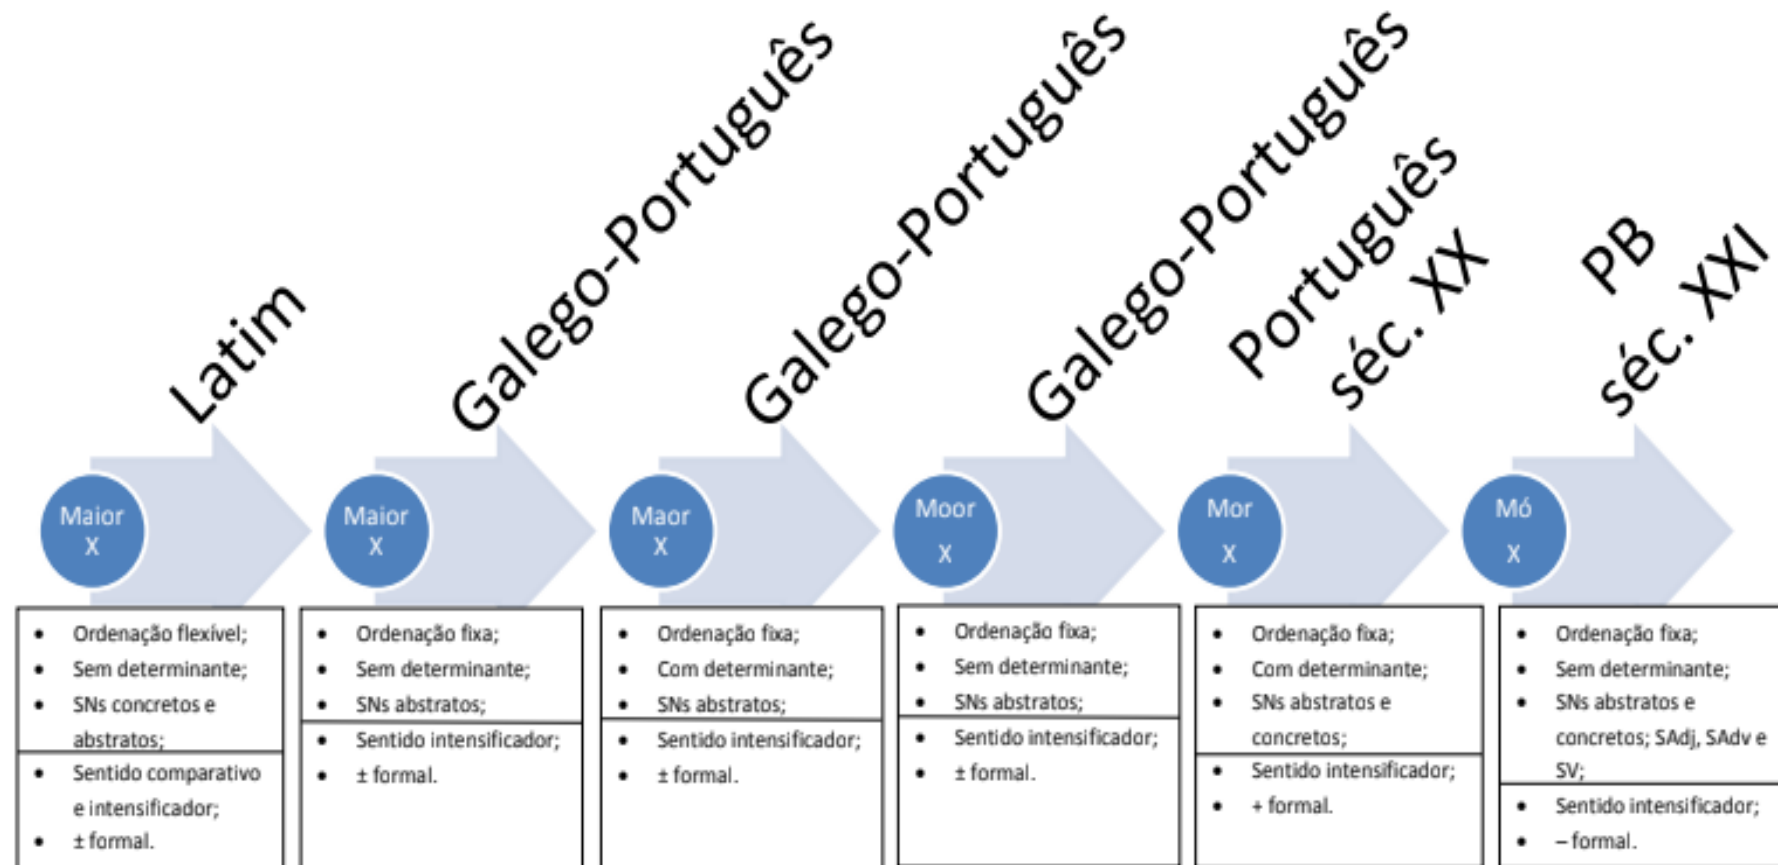 Latim
Galego-Português
Galego-Português
Galego-Português
Português
séc. XX
PB
séc. XXI
Maior
X
Maior
X
Maor
X
Moor
X
Mor
X
Mó
X
• Ordenação flexível;
• Sem determinante;
• SNs concretos e
abstratos;
• Sentido comparativo
e intensificador;
• ± formal.
• Ordenação fixa;
• Sem determinante;
• SNs abstratos;
• Sentido intensificador;
• ± formal.
• Ordenação fixa;
• Com determinante;
• SNs abstratos;
• Sentido intensificador;
• ± formal.
• Ordenação fixa;
• Sem determinante;
• SNs abstratos;
• Sentido intensificador;
• ± formal.
• Ordenação fixa;
• Com determinante;
• SNs abstratos e
concretos;
• Sentido intensificador;
• + formal.
• Ordenação fixa;
• Sem determinante;
• SNs abstratos e
concretos; SAdj, SAdv e
SV;
• Sentido intensificador;
• – formal.